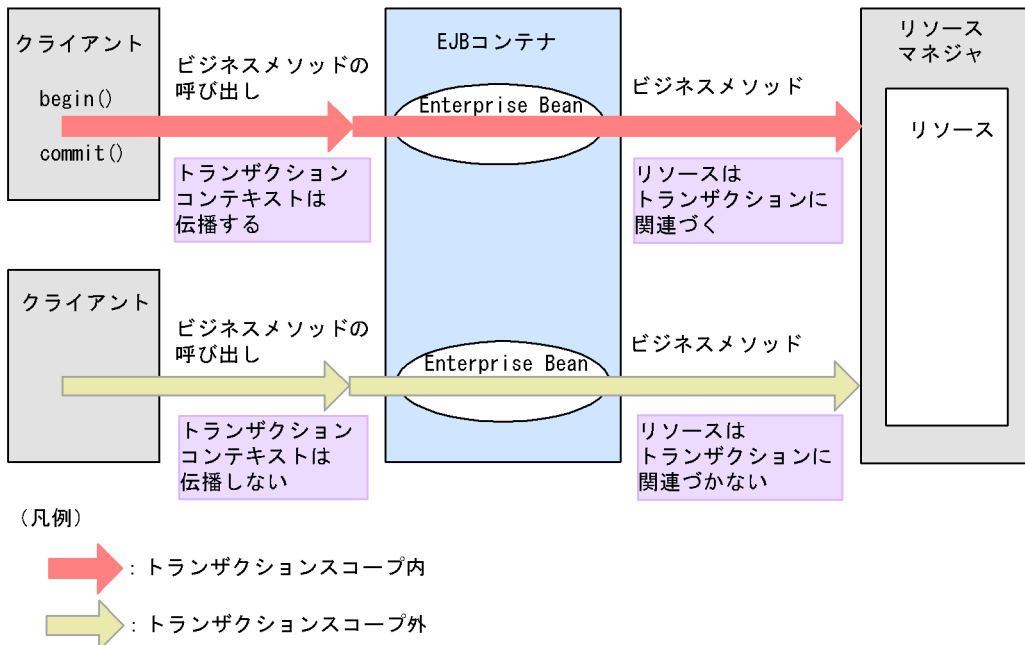 クライアント
begin()
commit()
ビジネスメソッドの
呼び出し
トランザクション
コンテキストは
伝播する
EJBコンテナ
Enterprise Bean
ビジネスメソッド
リソースは
トランザクションに
関連づく
リソース
マネジャ
リソース
クライアント
ビジネスメソッドの
呼び出し
トランザクション
コンテキストは
伝播しない
Enterprise Bean
ビジネスメソッド
リソースは
トランザクションに
関連づかない
(凡例)
: トランザクションスコープ内
: トランザクションスコープ外